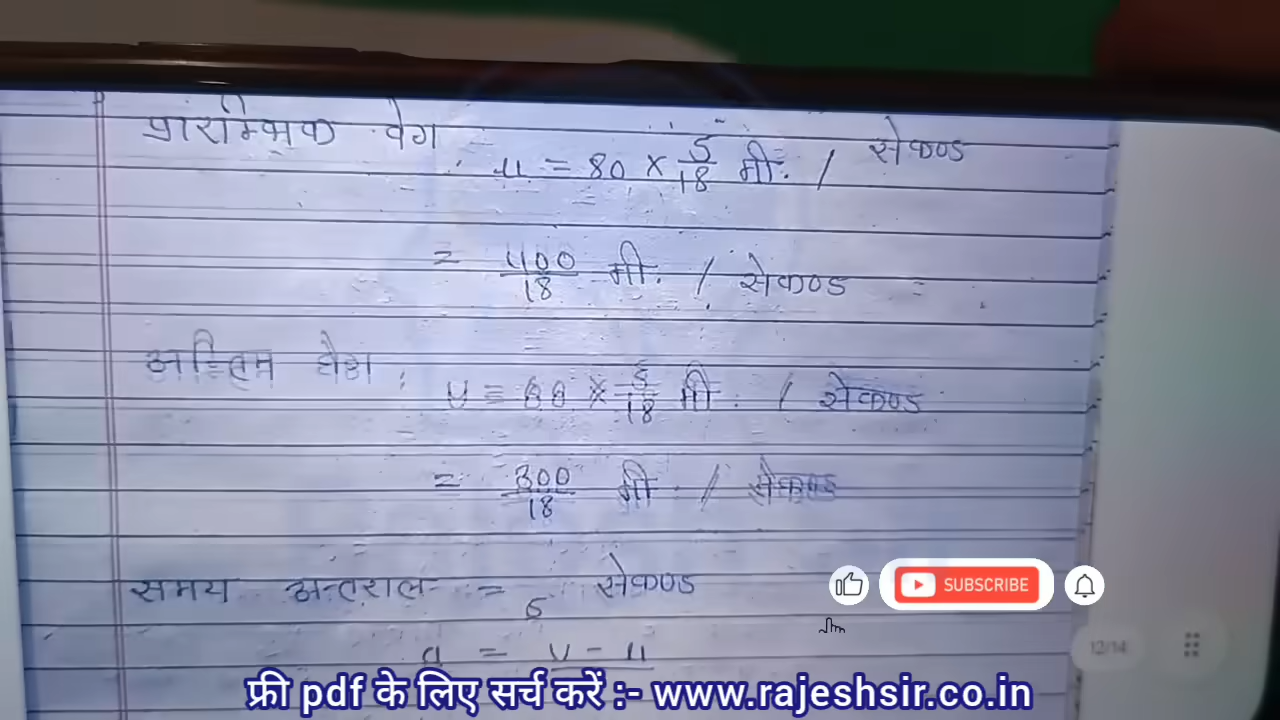 प्रारम्भिक वेग
u = 80 × 5/18 मी. / सेकण्ड
= 400/18 मी. / सेकण्ड =
अन्तिम वेग :
v = 60 × 5/18 मी. / सेकण्ड
= 300/18 मी. / सेकण्ड
समय अन्तराल = 5 सेकण्ड
SUBSCRIBE
a = v - u
12/14
फ्री pdf के लिए सर्च करें :- www.rajeshsir.co.in